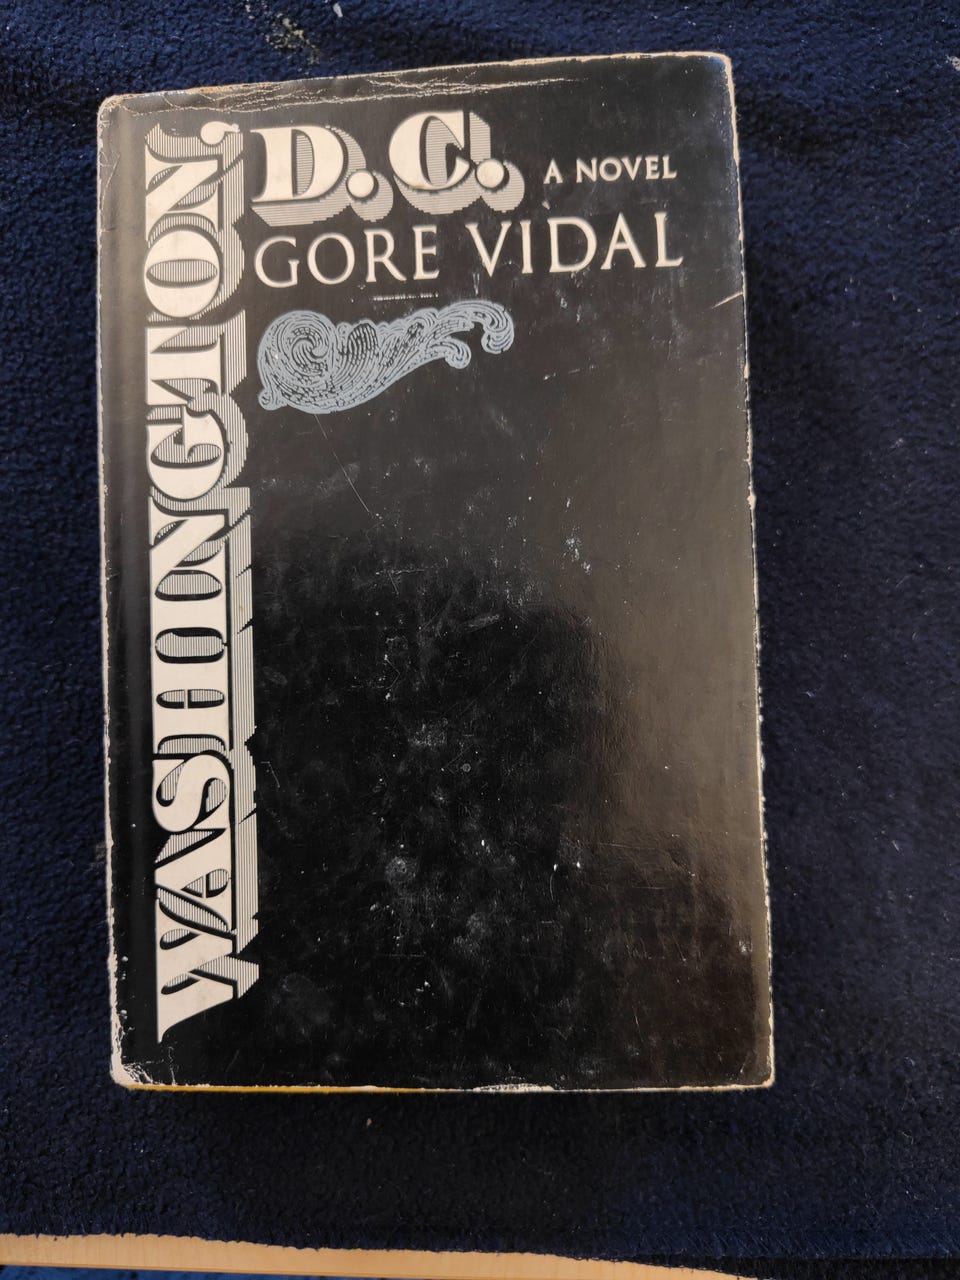 WASHINGTON,
D.C.
A NOVEL
GORE VIDAL